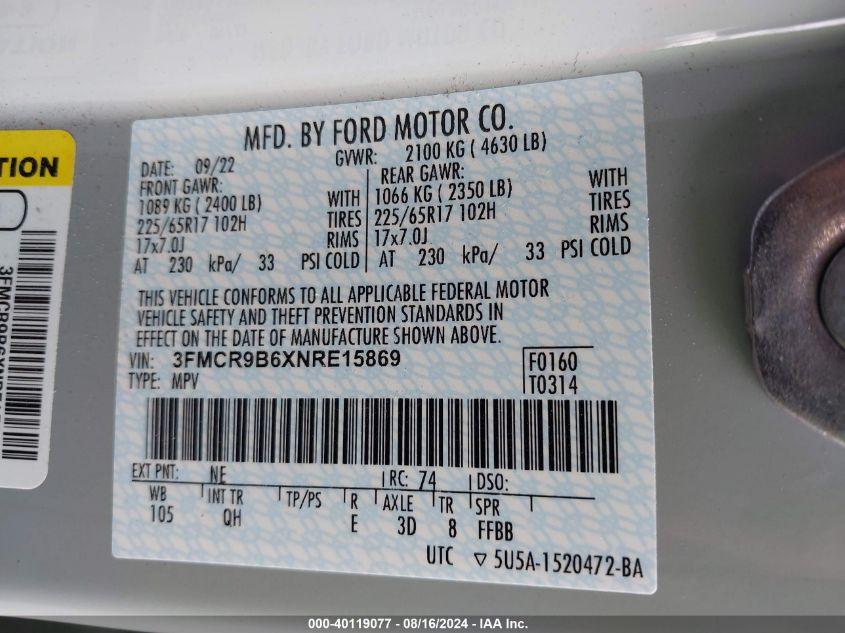 MFD. BY FORD MOTOR CO.
DATE: 09/22 GVWR: 2100 KG ( 4630 LB)
FRONT GAWR: REAR GAWR:
1089 KG ( 2400 LB) WITH 1066 KG ( 2350 LB) WITH
225/65R17 102H TIRES 225/65R17 102H TIRES
17x7.0J RIMS 17x7.0J RIMS
AT 230 kPa/ 33 PSI COLD AT 230 kPa/ 33 PSI COLD
THIS VEHICLE CONFORMS TO ALL APPLICABLE FEDERAL MOTOR
VEHICLE SAFETY AND THEFT PREVENTION STANDARDS IN
EFFECT ON THE DATE OF MANUFACTURE SHOWN ABOVE.
VIN: 3FMCR9B6XNRE15869 F0160
TYPE: MPV T0314
EXT PNT: NE RC: 74 DSO:
WB INT TR TP/PS R AXLE TR SPR
105 QH E 3D 8 FFBB
UTC ▽ 5U5A-1520472-BA
000-40119077 - 08/16/2024 - © IAA Holdings, LLC.